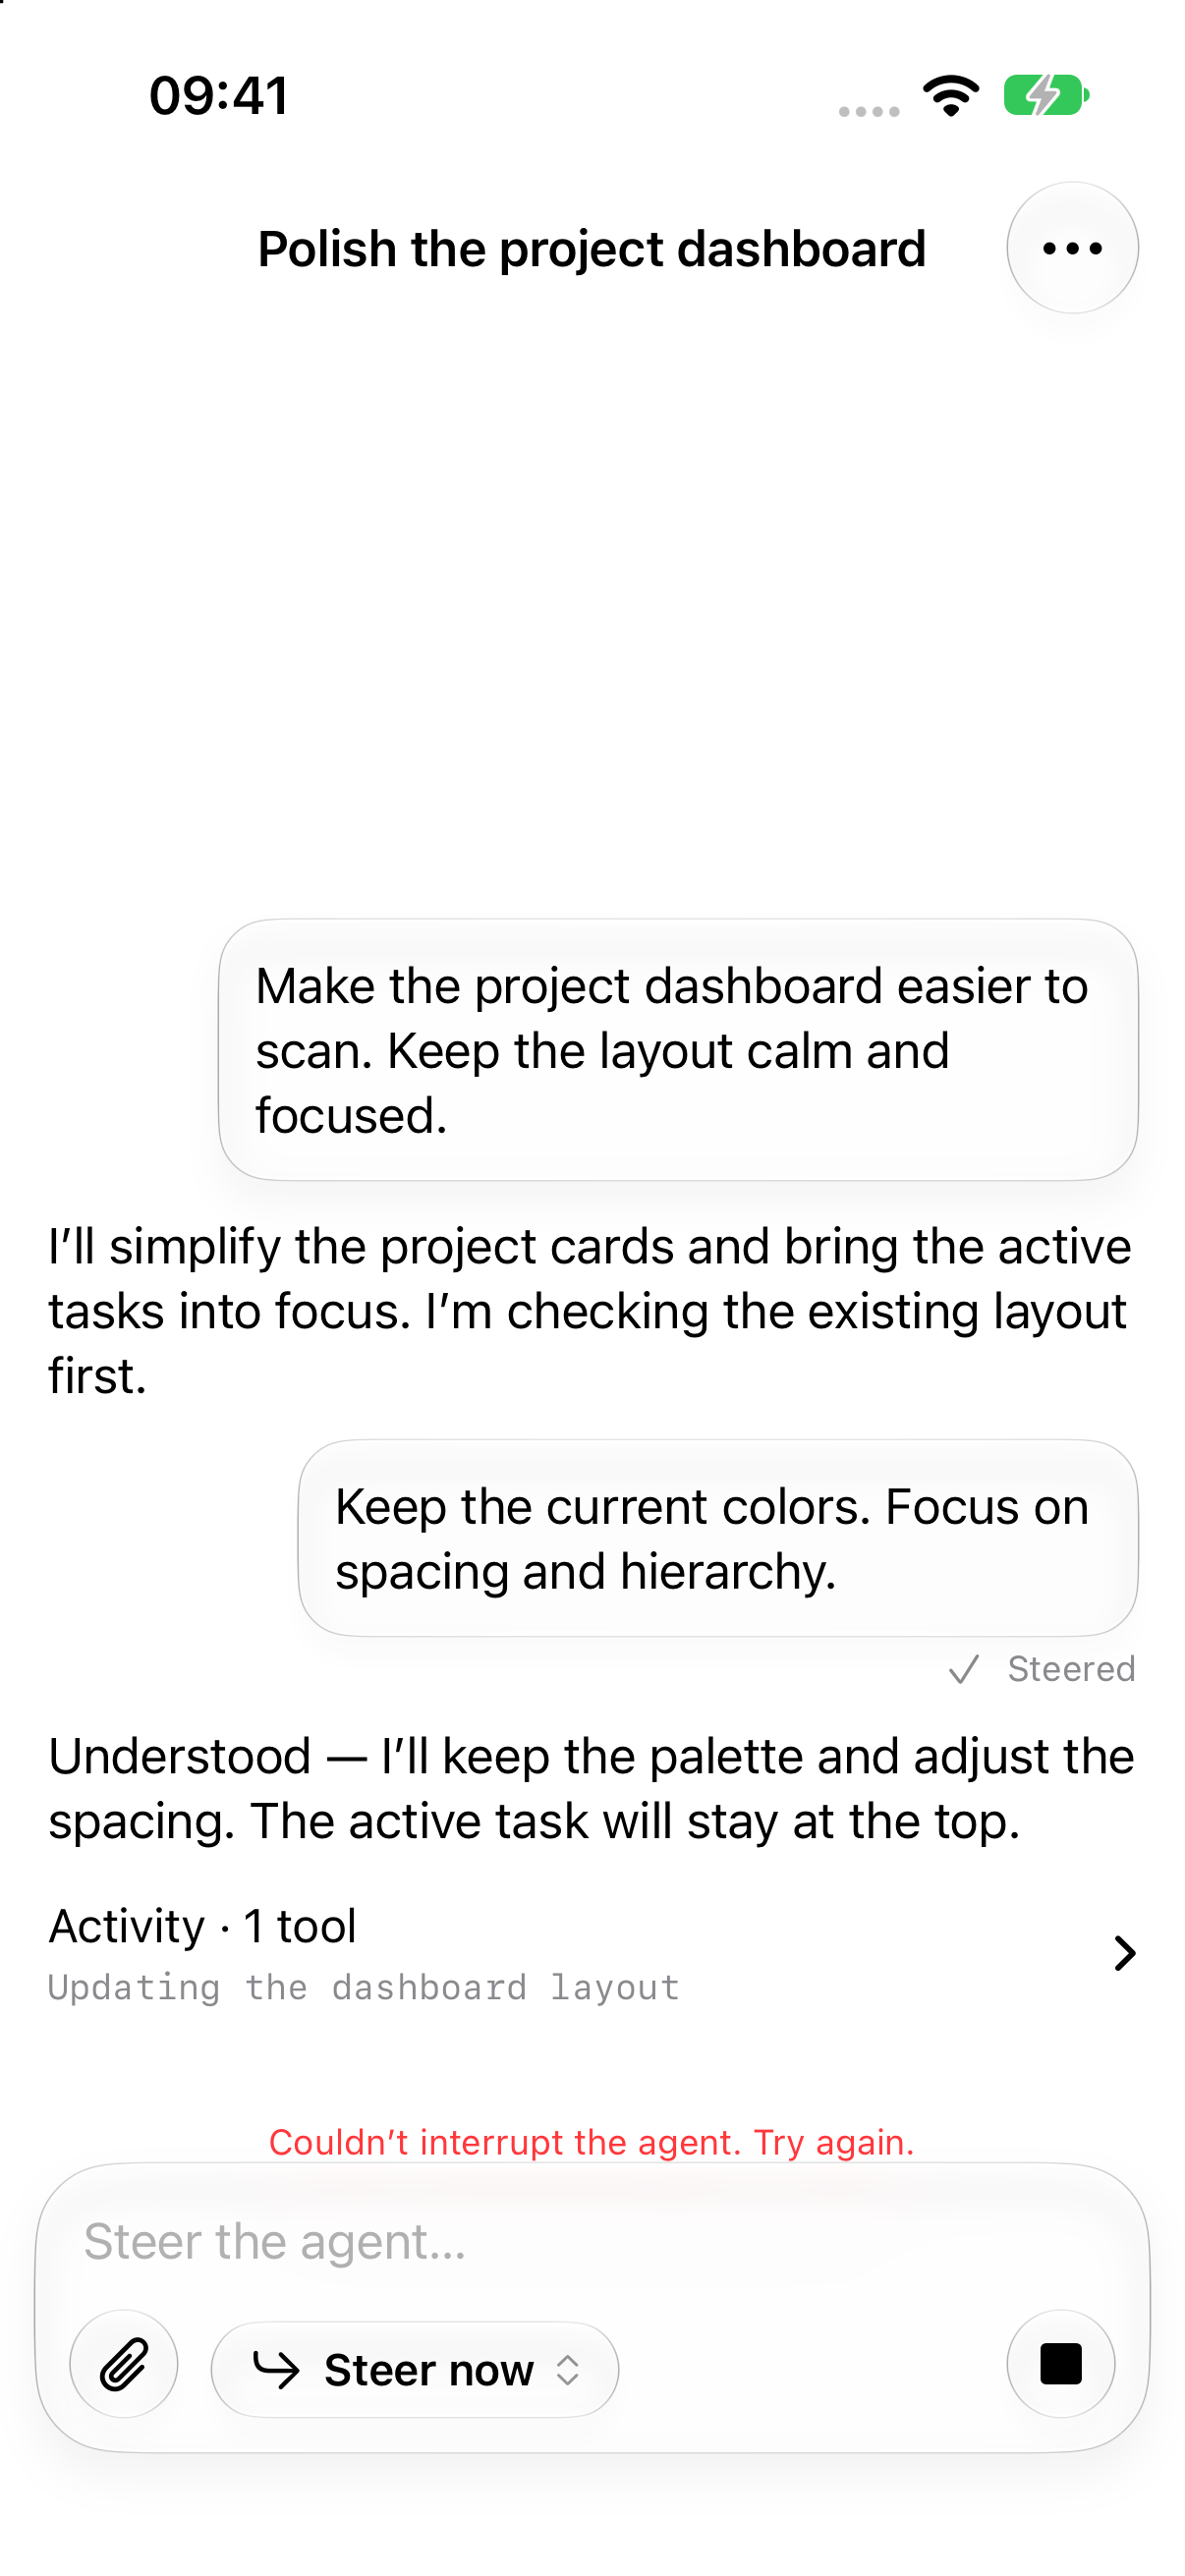 09:41
Polish the project dashboard
Make the project dashboard easier to
scan. Keep the layout calm and
focused.
I’ll simplify the project cards and bring the active
tasks into focus. I’m checking the existing layout
first.
Keep the current colors. Focus on
spacing and hierarchy.
Steered
Understood — I’ll keep the palette and adjust the
spacing. The active task will stay at the top.
Activity · 1 tool
Updating the dashboard layout
Couldn’t interrupt the agent. Try again.
Steer the agent...
Steer now